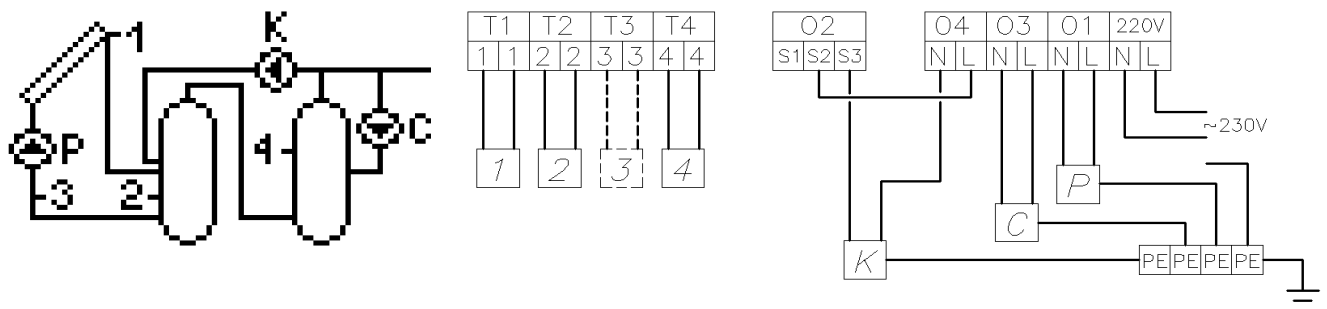 K
1
P
C
4
3
2
T1 T2 T3 T4
1 1 2 2 3 3 4 4
1 2 3 4
O2 O4 O3 O1 220V
S1 S2 S3 N L N L N L N L
~230V
P
C
K
PE PE PE PE